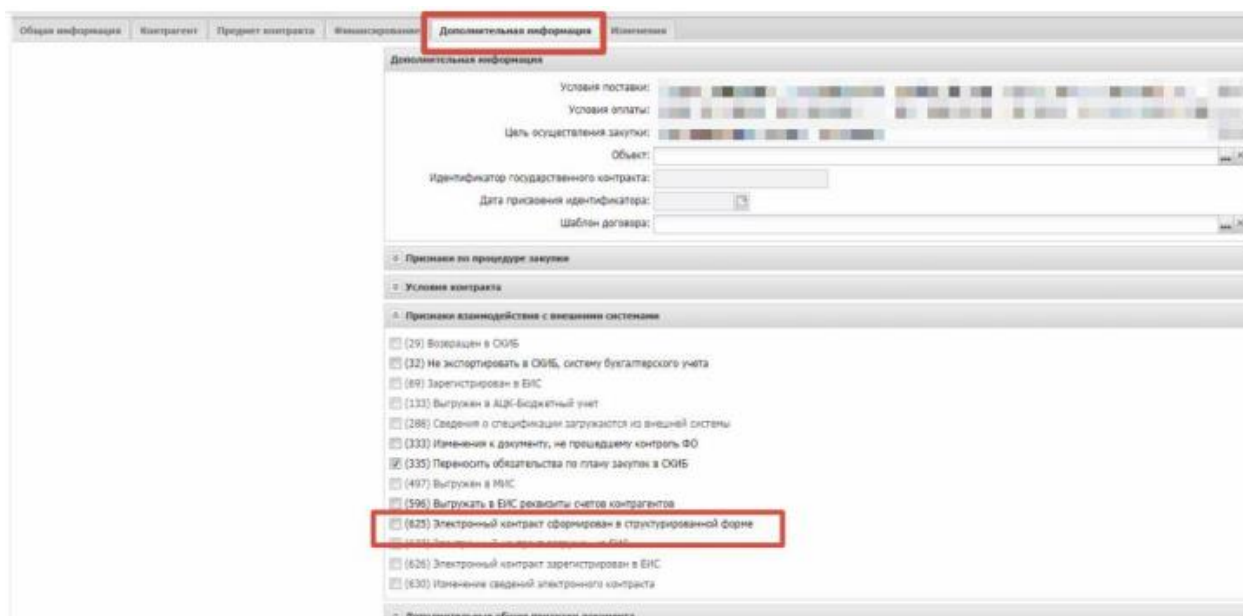 Общая информация Контрагент Предмет контракта Финансирование Дополнительная информация Изменения
Дополнительная информация
Условия поставки:
Условия оплаты:
Цель осуществления закупки:
Объект:
Идентификатор государственного контракта:
Дата присвоения идентификатора:
Шаблон договора:
Признаки по процедуре закупки
Условия контракта
Признаки взаимодействия с внешними системами
(29) Возвращен в СКИБ
(32) Не экспортировать в СКИБ, систему бухгалтерского учета
(69) Зарегистрирован в ЕИС
(133) Выгружен в АЦК-Бюджетный учет
(288) Сведения о спецификации загружаются из внешней системы
(333) Изменения к документу, не прошедшему контроль ФО
(335) Переносить обязательства по плану закупок в СКИБ
(497) Выгружен в МИС
(596) Выгружать в ЕИС реквизиты счетов контрагентов
(625) Электронный контракт сформирован в структурированной форме
(626) Электронный контракт зарегистрирован в ЕИС
(630) Изменение сведений электронного контракта